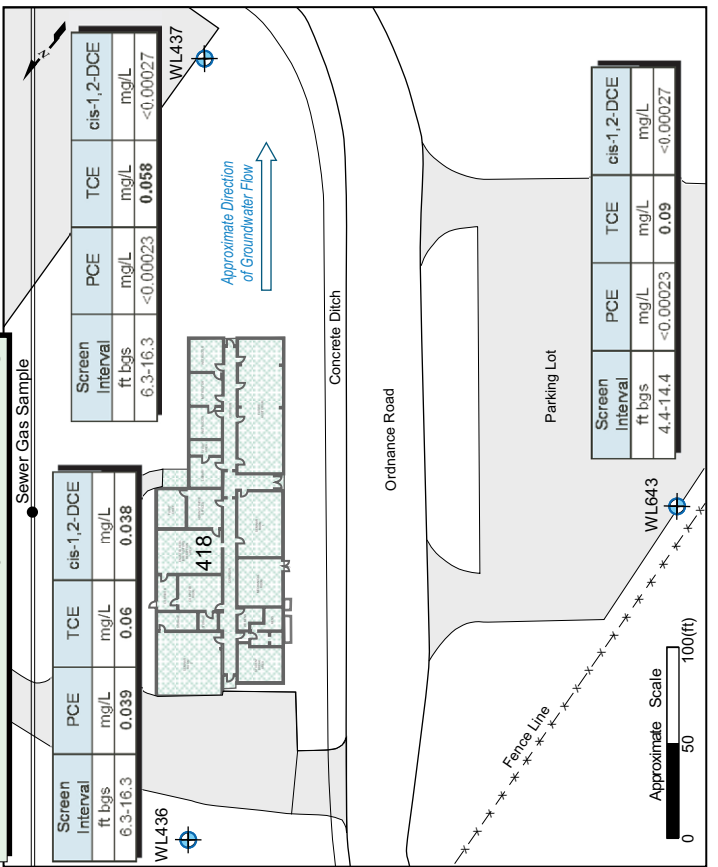 Sewer Gas Sample
N
Screen Interval PCE TCE cis-1,2-DCE
ft bgs mg/L mg/L mg/L
6.3-16.3 0.039 0.06 0.038
WL436
Screen Interval PCE TCE cis-1,2-DCE
ft bgs mg/L mg/L mg/L
6.3-16.3 <0.00023 0.058 <0.00027
WL437
Approximate Direction
of Groundwater Flow
418
Concrete Ditch
Ordnance Road
Parking Lot
Screen Interval PCE TCE cis-1,2-DCE
ft bgs mg/L mg/L mg/L
4.4-14.4 <0.00023 0.09 <0.00027
WL643
Fence Line
Approximate Scale
0 50 100(ft)